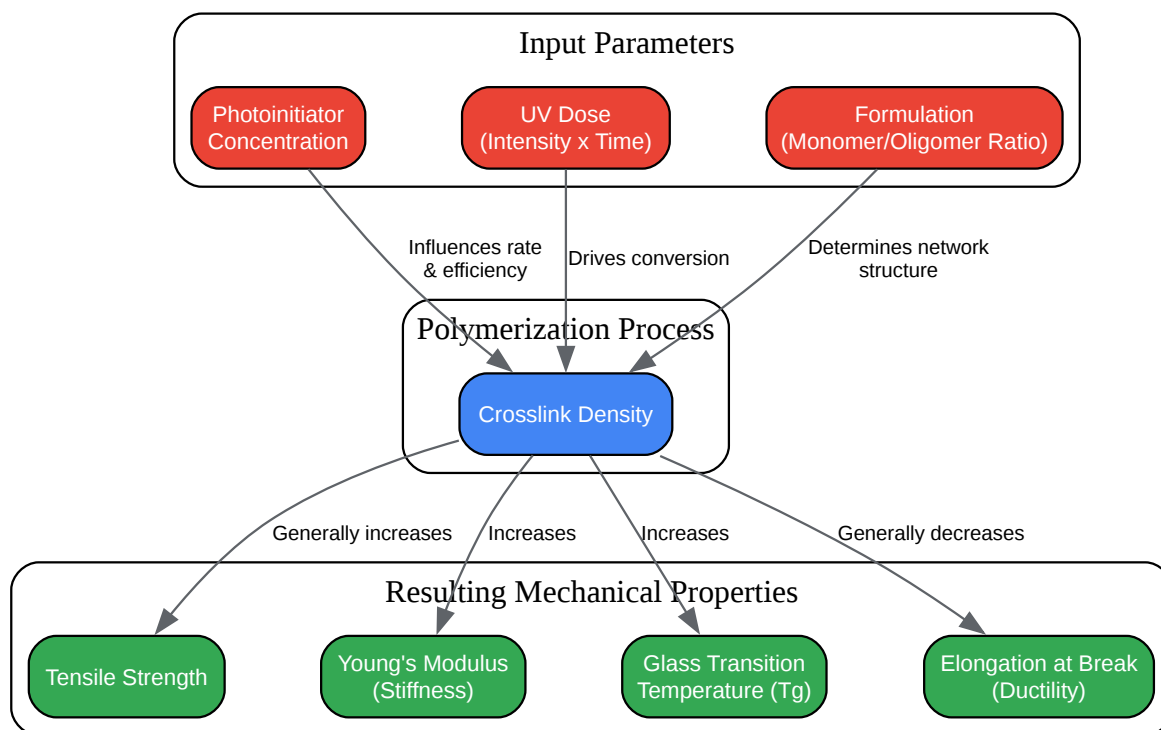 Input Parameters
Photoinitiator
Concentration
UV Dose
(Intensity x Time)
Formulation
(Monomer/Oligomer Ratio)
Influences rate
& efficiency
Drives conversion
Determines network
structure
Polymerization Process
Crosslink Density
Generally increases
Increases
Increases
Generally decreases
Resulting Mechanical Properties
Tensile Strength
Young's Modulus
(Stiffness)
Glass Transition
Temperature (Tg)
Elongation at Break
(Ductility)